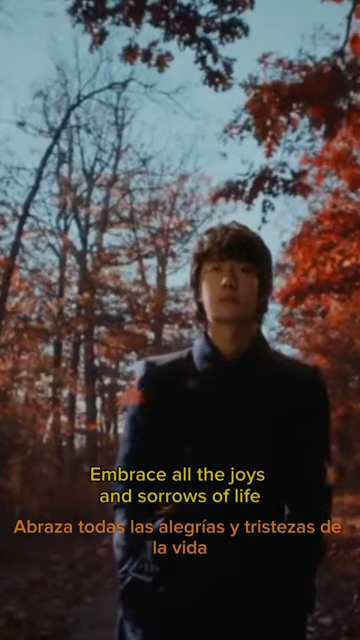 Embrace all the joys
and sorrows of life
Abraza todas las alegrías y tristezas de
la vida